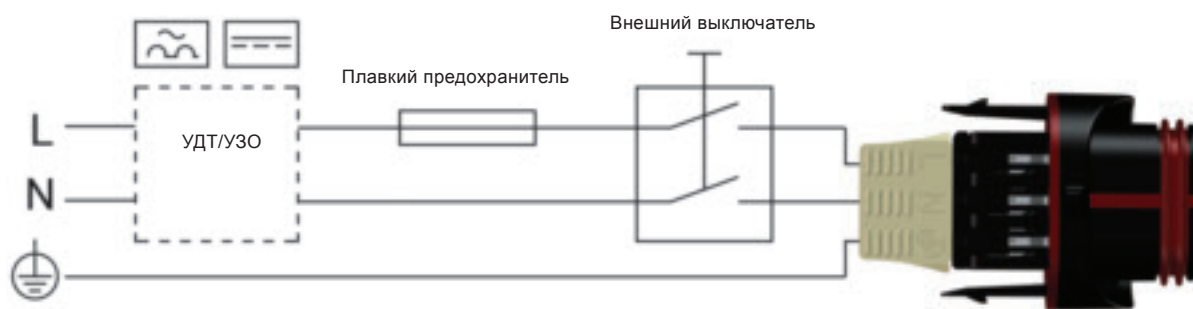 Внешний выключатель
Плавкий предохранитель
L
УДТ/УЗО
N